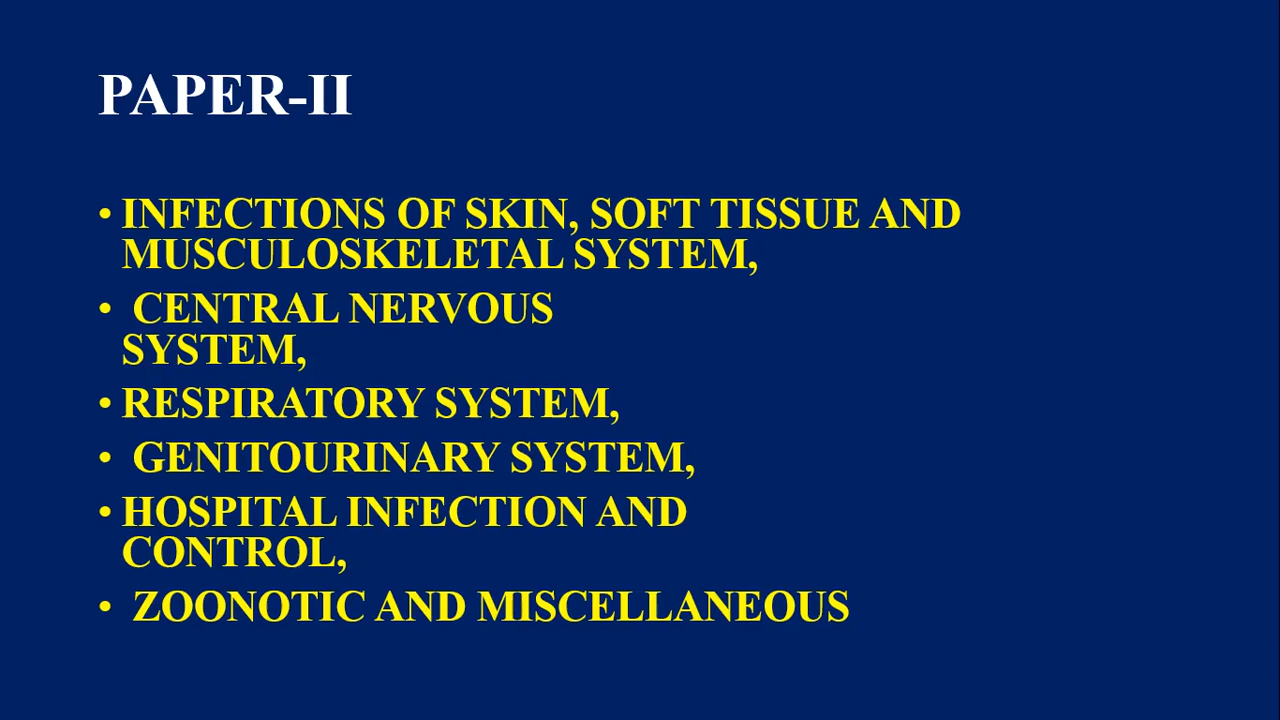 PAPER-II
• INFECTIONS OF SKIN, SOFT TISSUE AND
MUSCULOSKELETAL SYSTEM,
• CENTRAL NERVOUS
SYSTEM,
• RESPIRATORY SYSTEM,
• GENITOURINARY SYSTEM,
• HOSPITAL INFECTION AND
CONTROL,
• ZOONOTIC AND MISCELLANEOUS